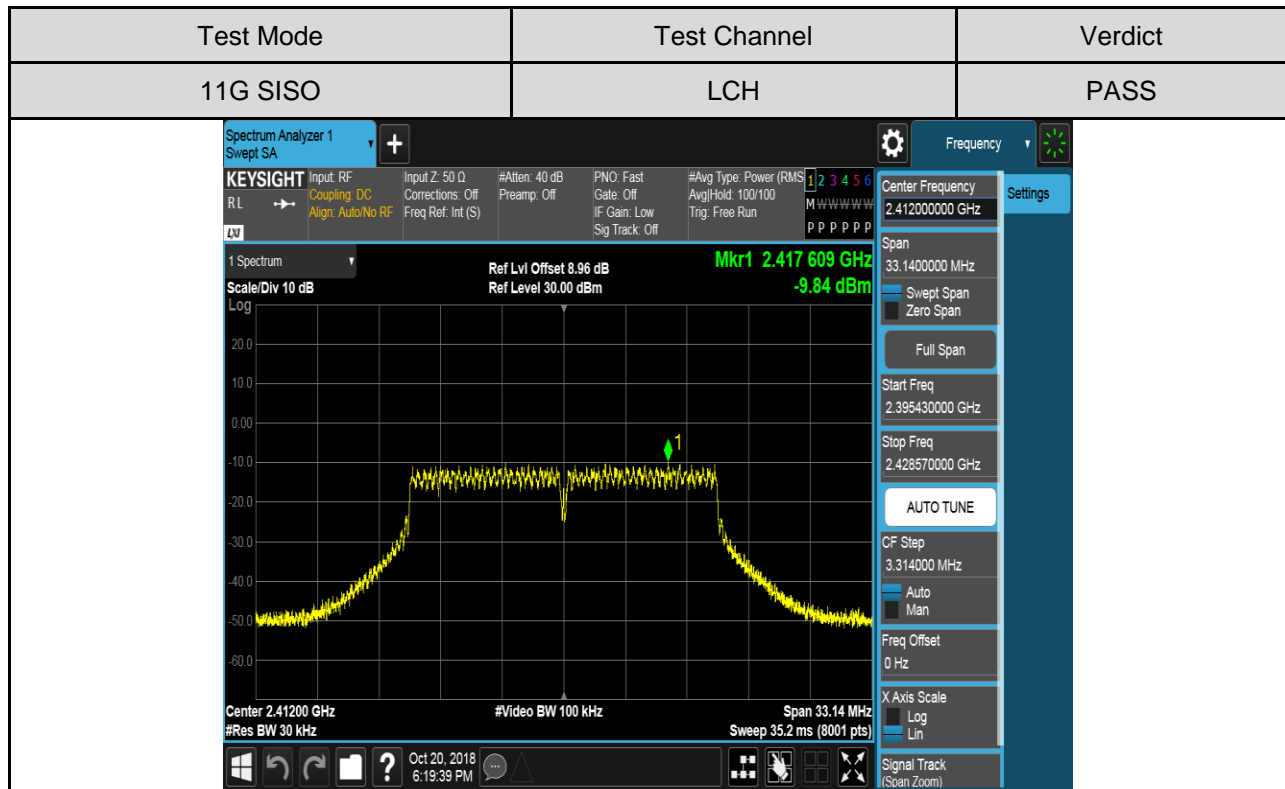 Test Mode Test Channel Verdict
11G SISO LCH PASS
Spectrum Analyzer 1
Swept SA
+
Frequency
KEYSIGHT Input: RF Input Z: 50 Ω #Atten: 40 dB PNO: Fast #Avg Type: Power (RMS 1 2 3 4 5 6
RL Coupling: DC Corrections: Off Preamp: Off Gate: Off Avg|Hold: 100/100 M W W W W W
Align: Auto/No RF Freq Ref: Int (S) IF Gain: Low Trig: Free Run
LXI Sig Track: Off P P P P P P
1 Spectrum
Scale/Div 10 dB
Ref Lvl Offset 8.96 dB
Ref Level 30.00 dBm
Mkr1 2.417 609 GHz
-9.84 dBm
Log
20.0
10.0
0.00
-10.0
-20.0
-30.0
-40.0
-50.0
-60.0
1
Center 2.41200 GHz #Video BW 100 kHz Span 33.14 MHz
#Res BW 30 kHz Sweep 35.2 ms (8001 pts)
Center Frequency
2.412000000 GHz
Settings
Span
33.1400000 MHz
Swept Span
Zero Span
Full Span
Start Freq
2.395430000 GHz
Stop Freq
2.428570000 GHz
AUTO TUNE
CF Step
3.314000 MHz
Auto
Man
Freq Offset
0 Hz
X Axis Scale
Log
Lin
Signal Track
(Span Zoom)
?
Oct 20, 2018
6:19:39 PM